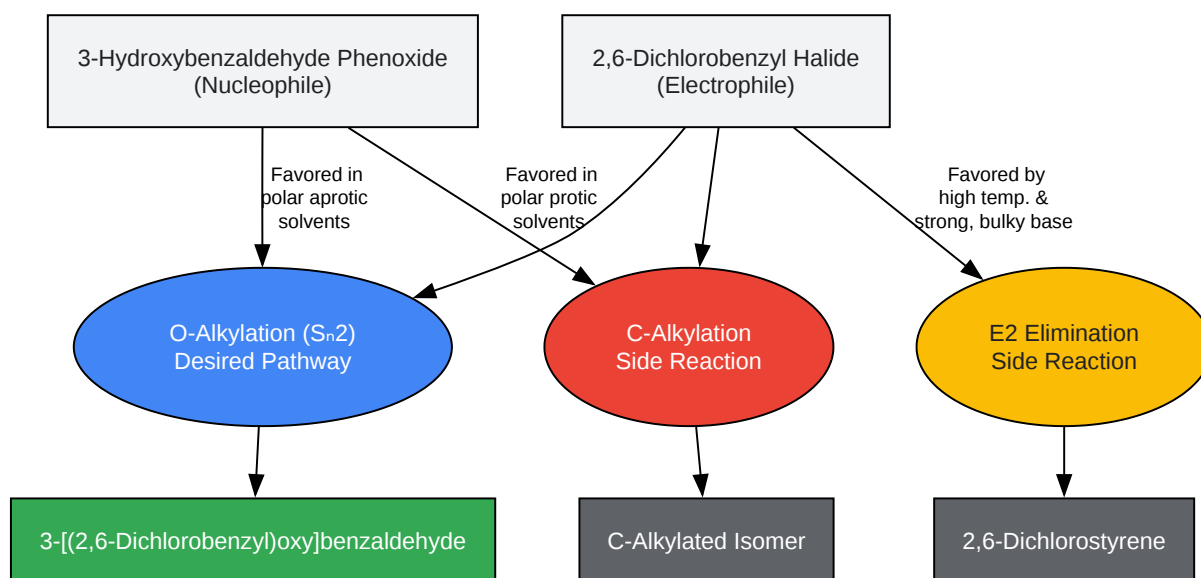 3-Hydroxybenzaldehyde Phenoxide
(Nucleophile)
2,6-Dichlorobenzyl Halide
(Electrophile)
Favored in
polar aprotic
solvents
Favored in
polar protic
solvents
Favored by
high temp. &
strong, bulky base
O-Alkylation (Sₙ2)
Desired Pathway
C-Alkylation
Side Reaction
E2 Elimination
Side Reaction
3-[(2,6-Dichlorobenzyl)oxy]benzaldehyde
C-Alkylated Isomer
2,6-Dichlorostyrene